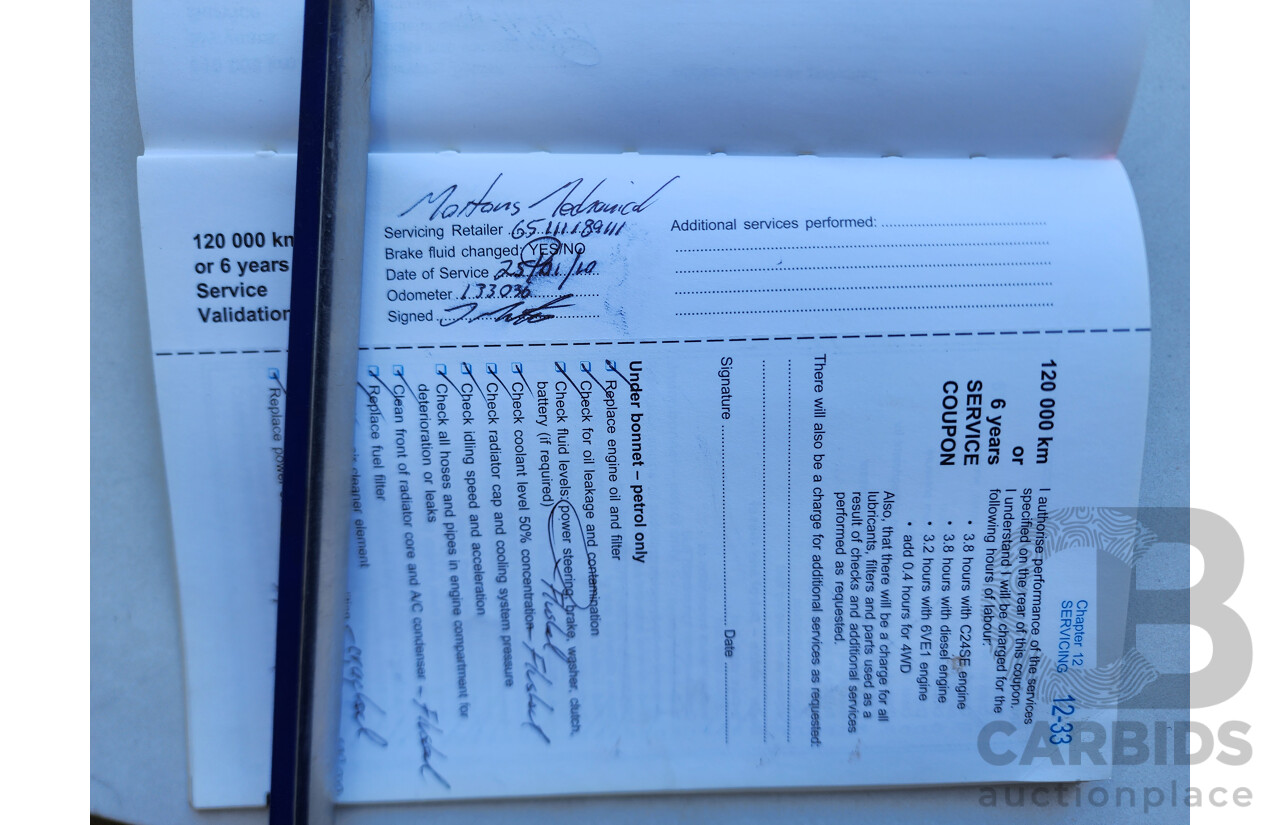 120 000 km
or 6 years
Service
Validation
Servicing Retailer
Brake fluid changed: YES/NO
Date of Service 25/01/10
Odometer 133036
Signed
Additional services performed:
Chapter 12
SERVICING 12-33
120 000 km
or
6 years
SERVICE
COUPON
I authorise performance of the services
specified on the rear of this coupon.
I understand I will be charged for the
following hours of labour:
• 3.8 hours with C24SE engine
• 3.8 hours with diesel engine
• 3.2 hours with 6VE1 engine
• add 0.4 hours for 4WD
Also, that there will be a charge for all
lubricants, filters and parts used as a
result of checks and additional services
performed as requested.
There will also be a charge for additional services as requested:
Signature Date
Under bonnet – petrol only
Replace engine oil and filter
Check for oil leakage and contamination
Check fluid levels: power steering, brake, washer, clutch,
battery (if required)
Check coolant level 50% concentration
Check radiator cap and cooling system pressure
Check idling speed and acceleration
Check all hoses and pipes in engine compartment for
deterioration or leaks
Clean front of radiator core and A/C condenser
Replace fuel filter
cleaner element
Replace power
CARBIDS
auctionplace